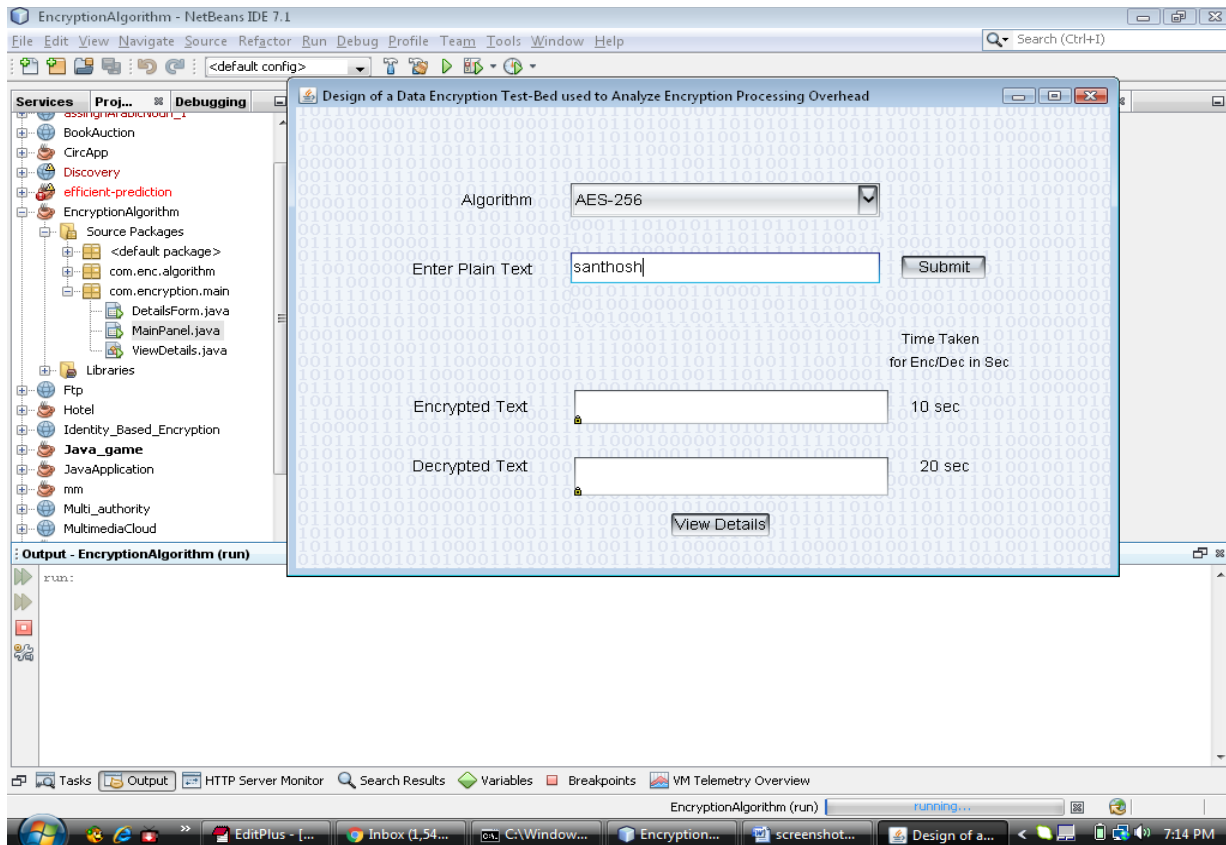 EncryptionAlgorithm - NetBeans IDE 7.1
File Edit View Navigate Source Refactor Run Debug Profile Team Tools Window Help
Search (Ctrl+I)
<default config>
Services Proj... Debugging
Design of a Data Encryption Test-Bed used to Analyze Encryption Processing Overhead
BookAuction
CircApp
Discovery
efficient-prediction
EncryptionAlgorithm
Source Packages
<default package>
com.enc.algorithm
com.encryption.main
DetailsForm.java
MainPanel.java
ViewDetails.java
Libraries
Ftp
Hotel
Identity_Based_Encryption
Java_game
JavaApplication
mm
Multi_authority
MultimediaCloud
Algorithm AES-256
Enter Plain Text santhosh Submit
Time Taken
for Enc/Dec in Sec
Encrypted Text 10 sec
Decrypted Text 20 sec
View Details
Output - EncryptionAlgorithm (run)
run:
Tasks Output HTTP Server Monitor Search Results Variables Breakpoints VM Telemetry Overview
EncryptionAlgorithm (run) running...
EditPlus - [... Inbox (1,54... C:\Window... Encryption... screenshot... Design of a... 7:14 PM